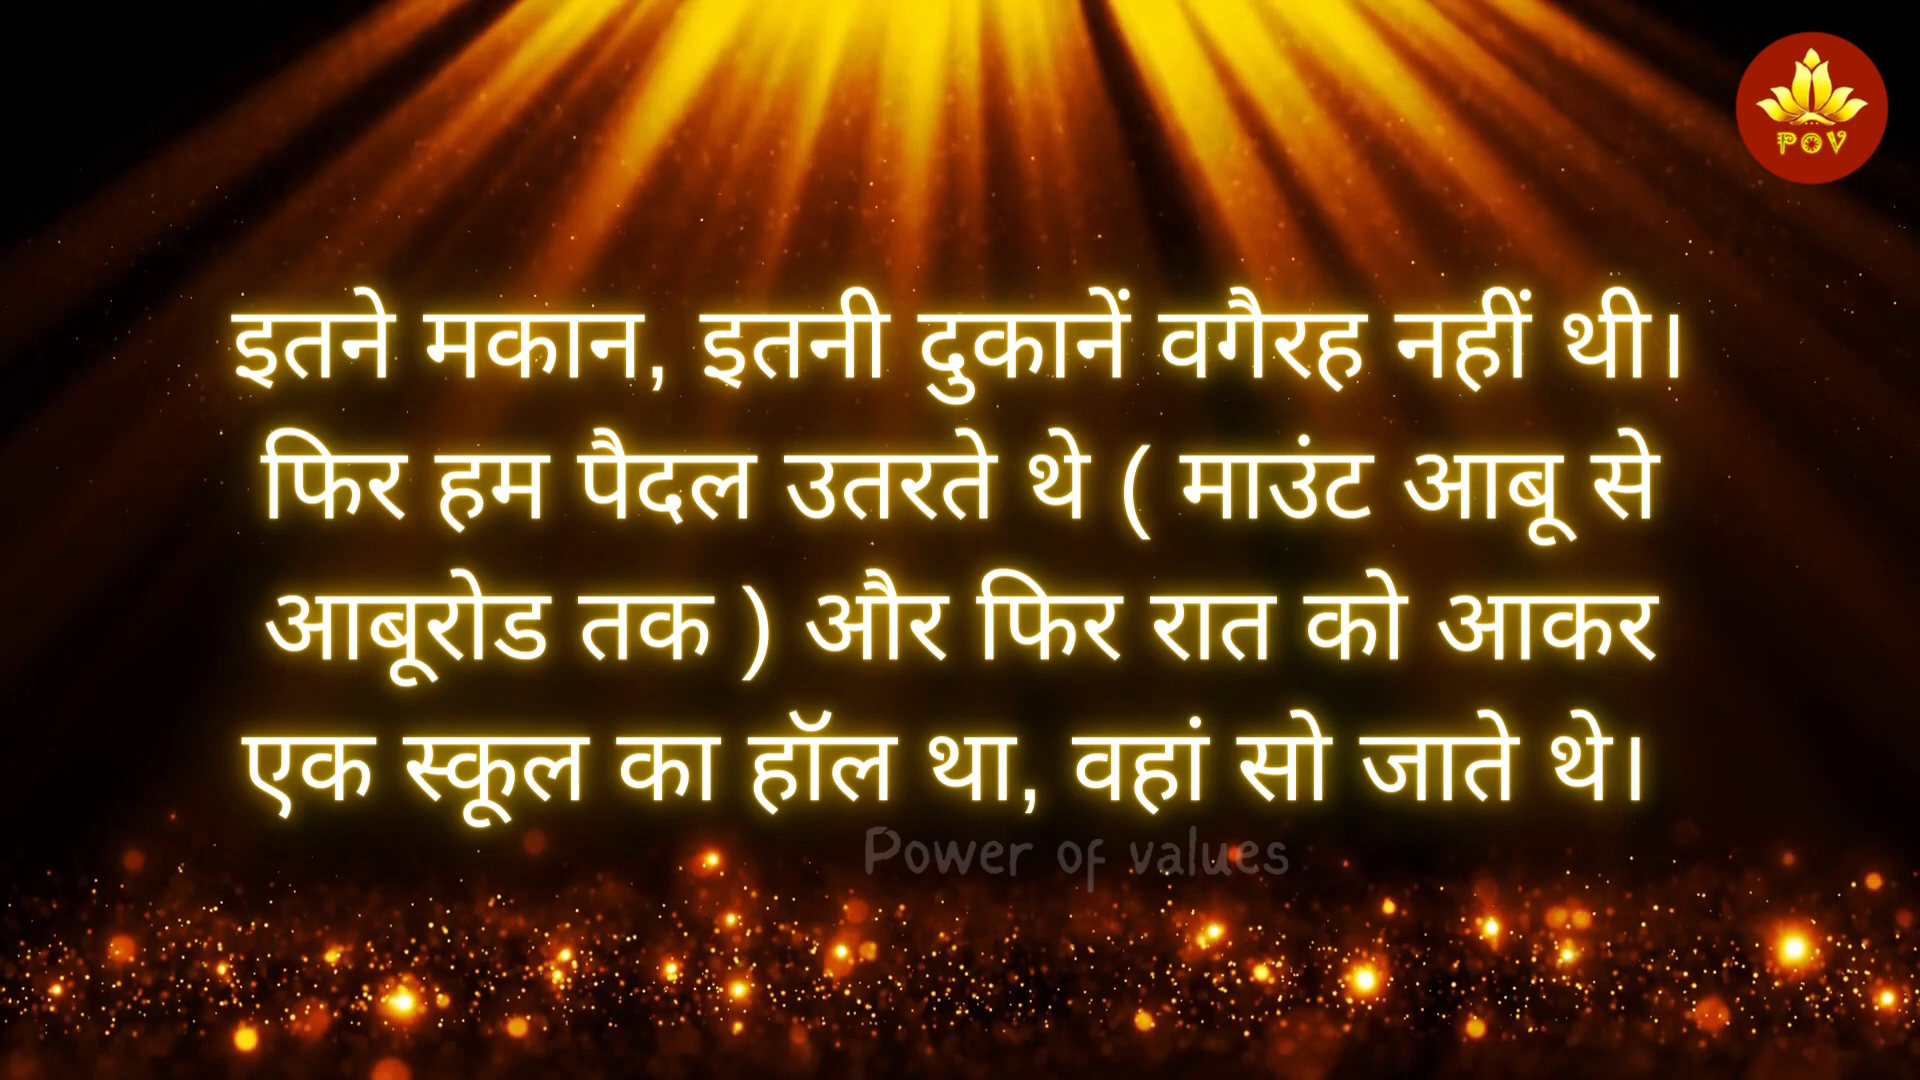 POV
इतने मकान, इतनी दुकानें वगैरह नहीं थी।
फिर हम पैदल उतरते थे ( माउंट आबू से
आबूरोड तक ) और फिर रात को आकर
एक स्कूल का हॉल था, वहां सो जाते थे।
Power of values